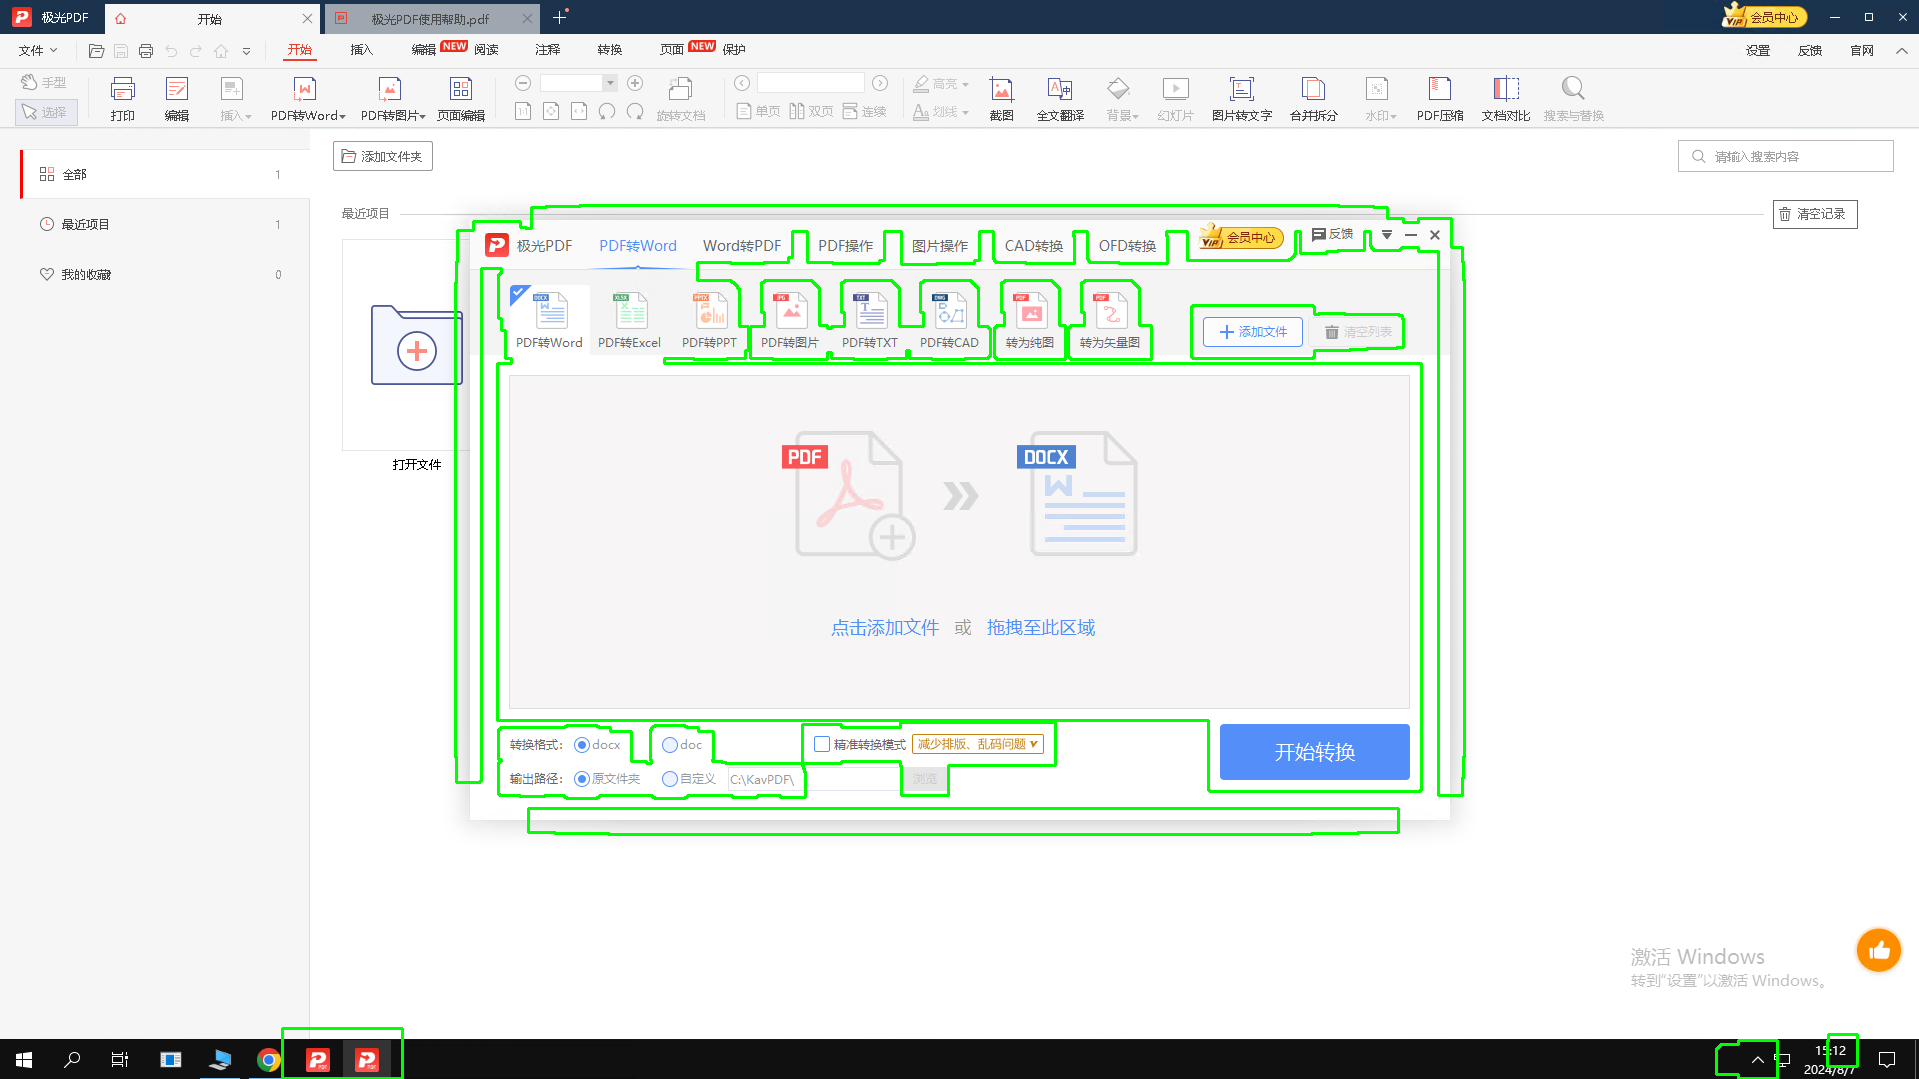 极光PDF 开始 极光PDF使用帮助.pdf VIP 会员中心
文件 开始 插入 编辑 NEW 阅读 注释 转换 页面 NEW 保护 设置 反馈 官网
手型 选择 打印 编辑 插入 PDF转Word PDF转图片 页面编辑 1:1 旋转文档 单页 双页 连续 高亮 划线 截图 全文翻译 背景 幻灯片 图片转文字 合并拆分 水印 PDF压缩 文档对比 搜索与替换
全部 1
最近项目 1
我的收藏 0
添加文件夹 请输入搜索内容
最近项目 清空记录
打开文件
极光PDF PDF转Word Word转PDF PDF操作 图片操作 CAD转换 OFD转换 VIP 会员中心 反馈
DOCX XLSX PPTX JPG TXT DWG PDF PDF
PDF转Word PDF转Excel PDF转PPT PDF转图片 PDF转TXT PDF转CAD 转为纯图 转为矢量图 添加文件 清空列表
PDF DOCX
点击添加文件 或 拖拽至此区域
转换格式: docx doc 精准转换模式 减少排版、乱码问题 开始转换
输出路径: 原文件夹 自定义 C:\KavPDF\ 浏览
激活 Windows
转到“设置”以激活 Windows。
15:12
2024/8/7